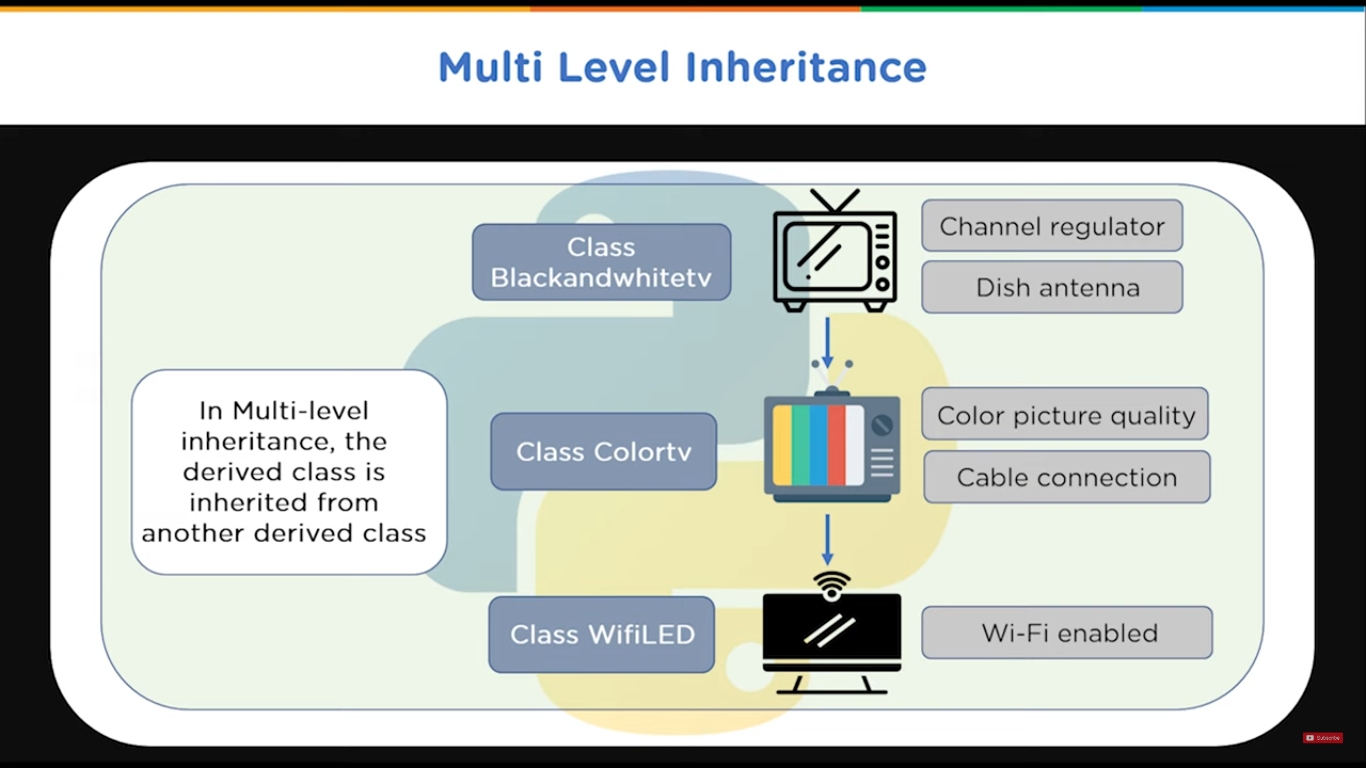 Multi Level Inheritance
Class
Blackandwhitetv
Channel regulator
Dish antenna
In Multi-level
inheritance, the
derived class is
inherited from
another derived class
Class Colortv
Color picture quality
Cable connection
Class WifiLED
Wi-Fi enabled
Subscribe